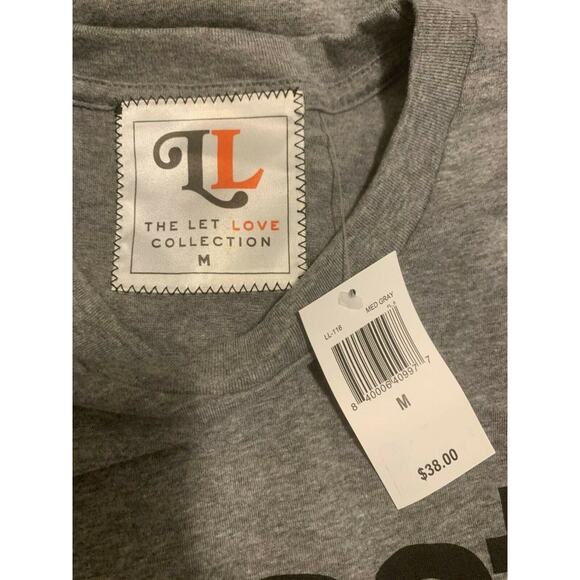 LL
THE LET LOVE
COLLECTION
M
LL-116 MED GRAY
8 40006 40997 7
M
$38.00